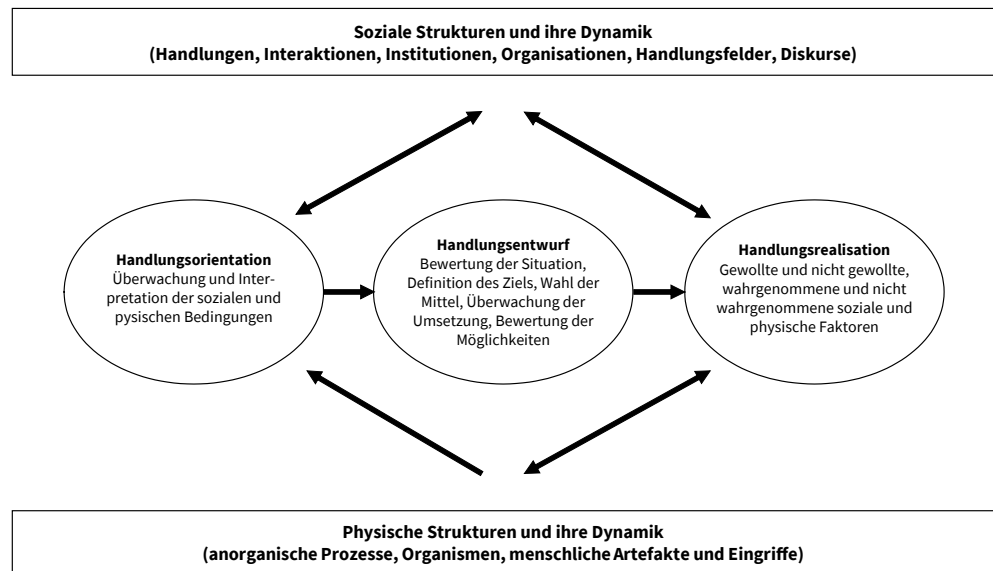 Soziale Strukturen und ihre Dynamik
(Handlungen, Interaktionen, Institutionen, Organisationen, Handlungsfelder, Diskurse)
Handlungsorientation
Überwachung und Inter-
pretation der sozialen und
pysischen Bedingungen
Handlungsentwurf
Bewertung der Situation,
Definition des Ziels, Wahl der
Mittel, Überwachung der
Umsetzung, Bewertung der
Möglichkeiten
Handlungsrealisation
Gewollte und nicht gewollte,
wahrgenommene und nicht
wahrgenommene soziale und
physische Faktoren
Physische Strukturen und ihre Dynamik
(anorganische Prozesse, Organismen, menschliche Artefakte und Eingriffe)